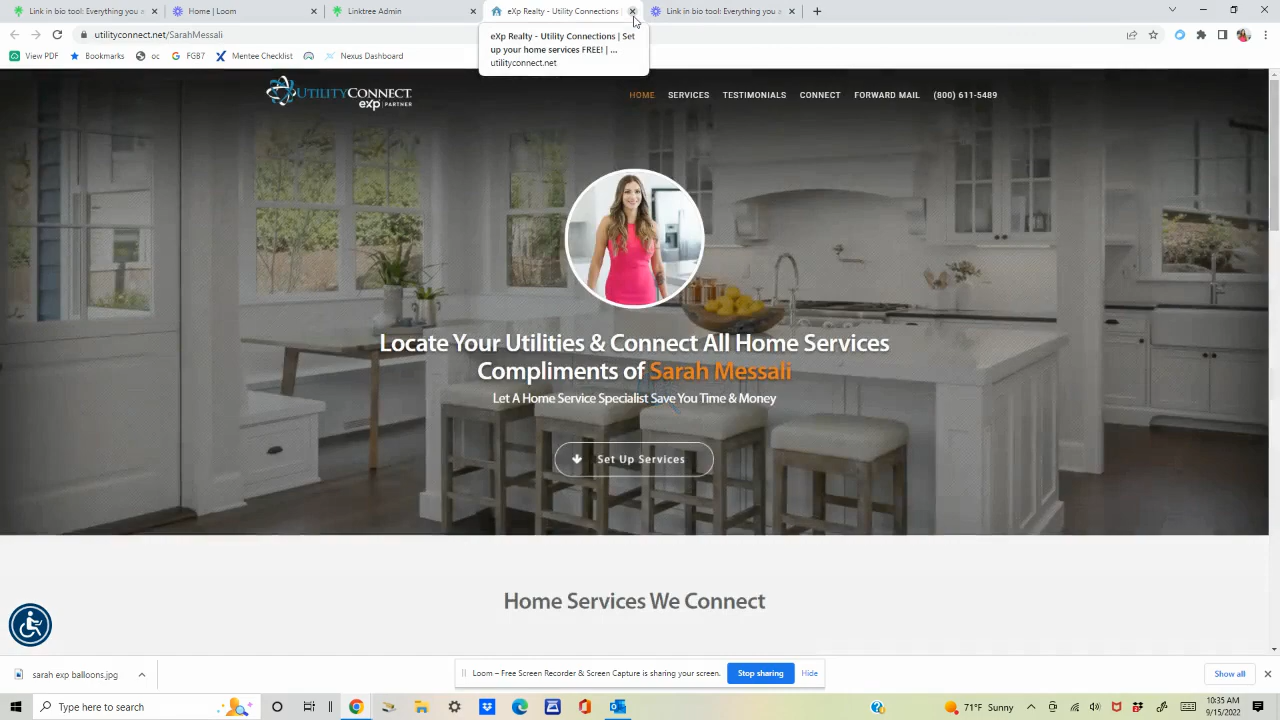 Link in bio tools: Everything you
Home | Loom
Linktree Admin
eXp Realty - Utility Connections |
Link in bio tools: Everything you
utilityconnect.net/SarahMessali
eXp Realty - Utility Connections | Set
up your home services FREE! | ...
utilityconnect.net
View PDF
Bookmarks
oc
FGB7
Mentee Checklist
Nexus Dashboard
UTILITYCONNECT
exp | PARTNER
HOME
SERVICES
TESTIMONIALS
CONNECT
FORWARD MAIL
(800) 611-5489
Locate Your Utilities & Connect All Home Services
Compliments of Sarah Messali
Let A Home Service Specialist Save You Time & Money
Set Up Services
Home Services We Connect
sarah exp balloons.jpg
Loom – Free Screen Recorder & Screen Capture is sharing your screen.
Stop sharing
Hide
Show all
Type here to search
71°F Sunny
10:35 AM
9/15/2022